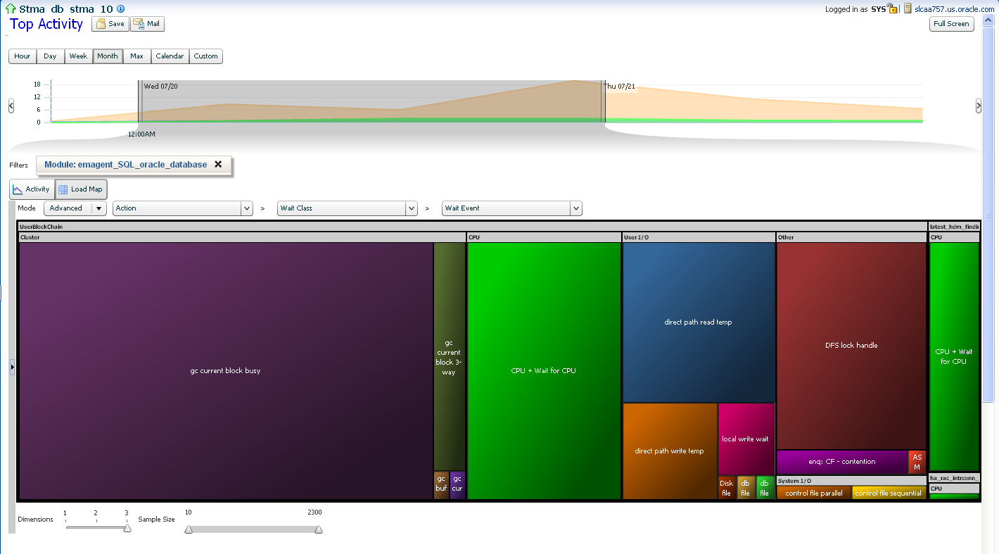 Stma_db_stma_10
Logged in as SYS
slcaa757.us.oracle.com
Top Activity
Save
Mail
Full Screen
Hour
Day
Week
Month
Max
Calendar
Custom
18
12
6
0
Wed 07/20
Thu 07/21
12:00AM
Filters
Module: emagent_SQL_oracle_database
Activity
Load Map
Mode
Advanced
Action
>
Wait Class
>
Wait Event
UserBlockChain
latest_hdm_findin
Cluster
CPU
User I/O
Other
CPU
gc current block busy
gc
current
block 3-
way
CPU + Wait for CPU
direct path read temp
DFS lock handle
CPU + Wait
for CPU
direct path write temp
local write wait
enq: CF - contention
AS
M
gc
buf
gc
cur
Disk
file
db
file
db
file
System I/O
control file parallel
control file sequential
ha_rac_intrconn_
CPU
Dimensions
1
2
3
Sample Size
10
2300